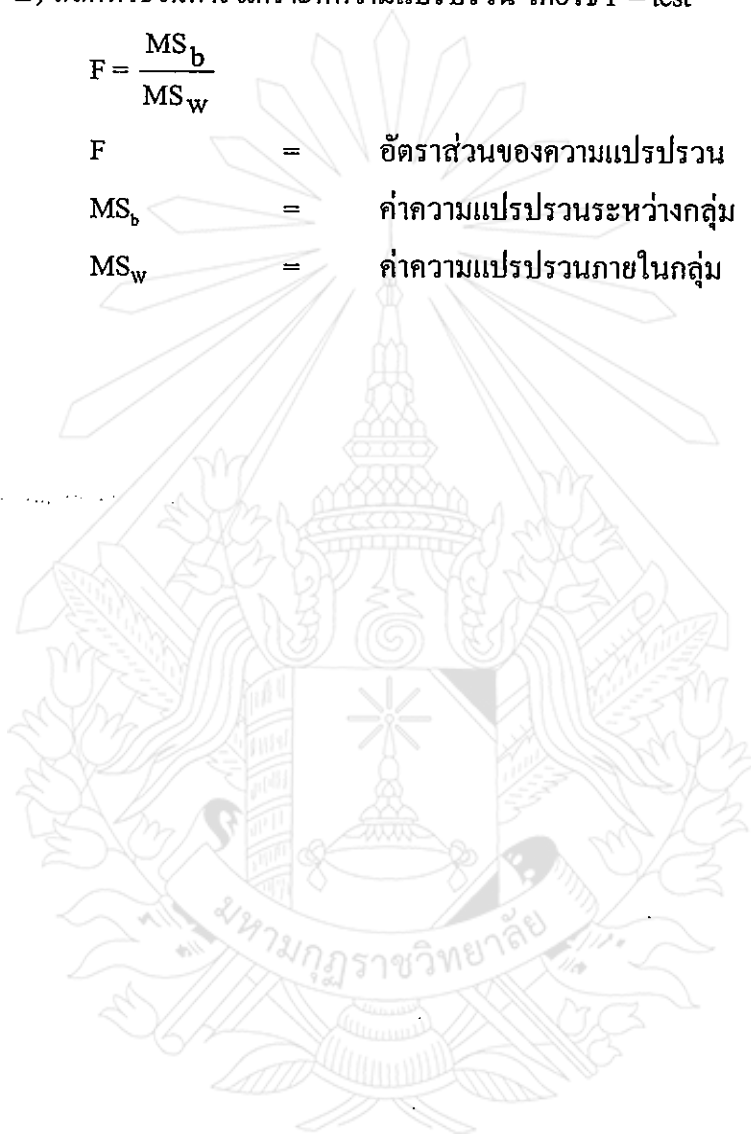 F = MS_b / MS_W
F = อัตราส่วนของความแปรปรวน
MS_b = ค่าความแปรปรวนระหว่างกลุ่ม
MS_W = ค่าความแปรปรวนภายในกลุ่ม
มหามกุฏราชวิทยาลัย